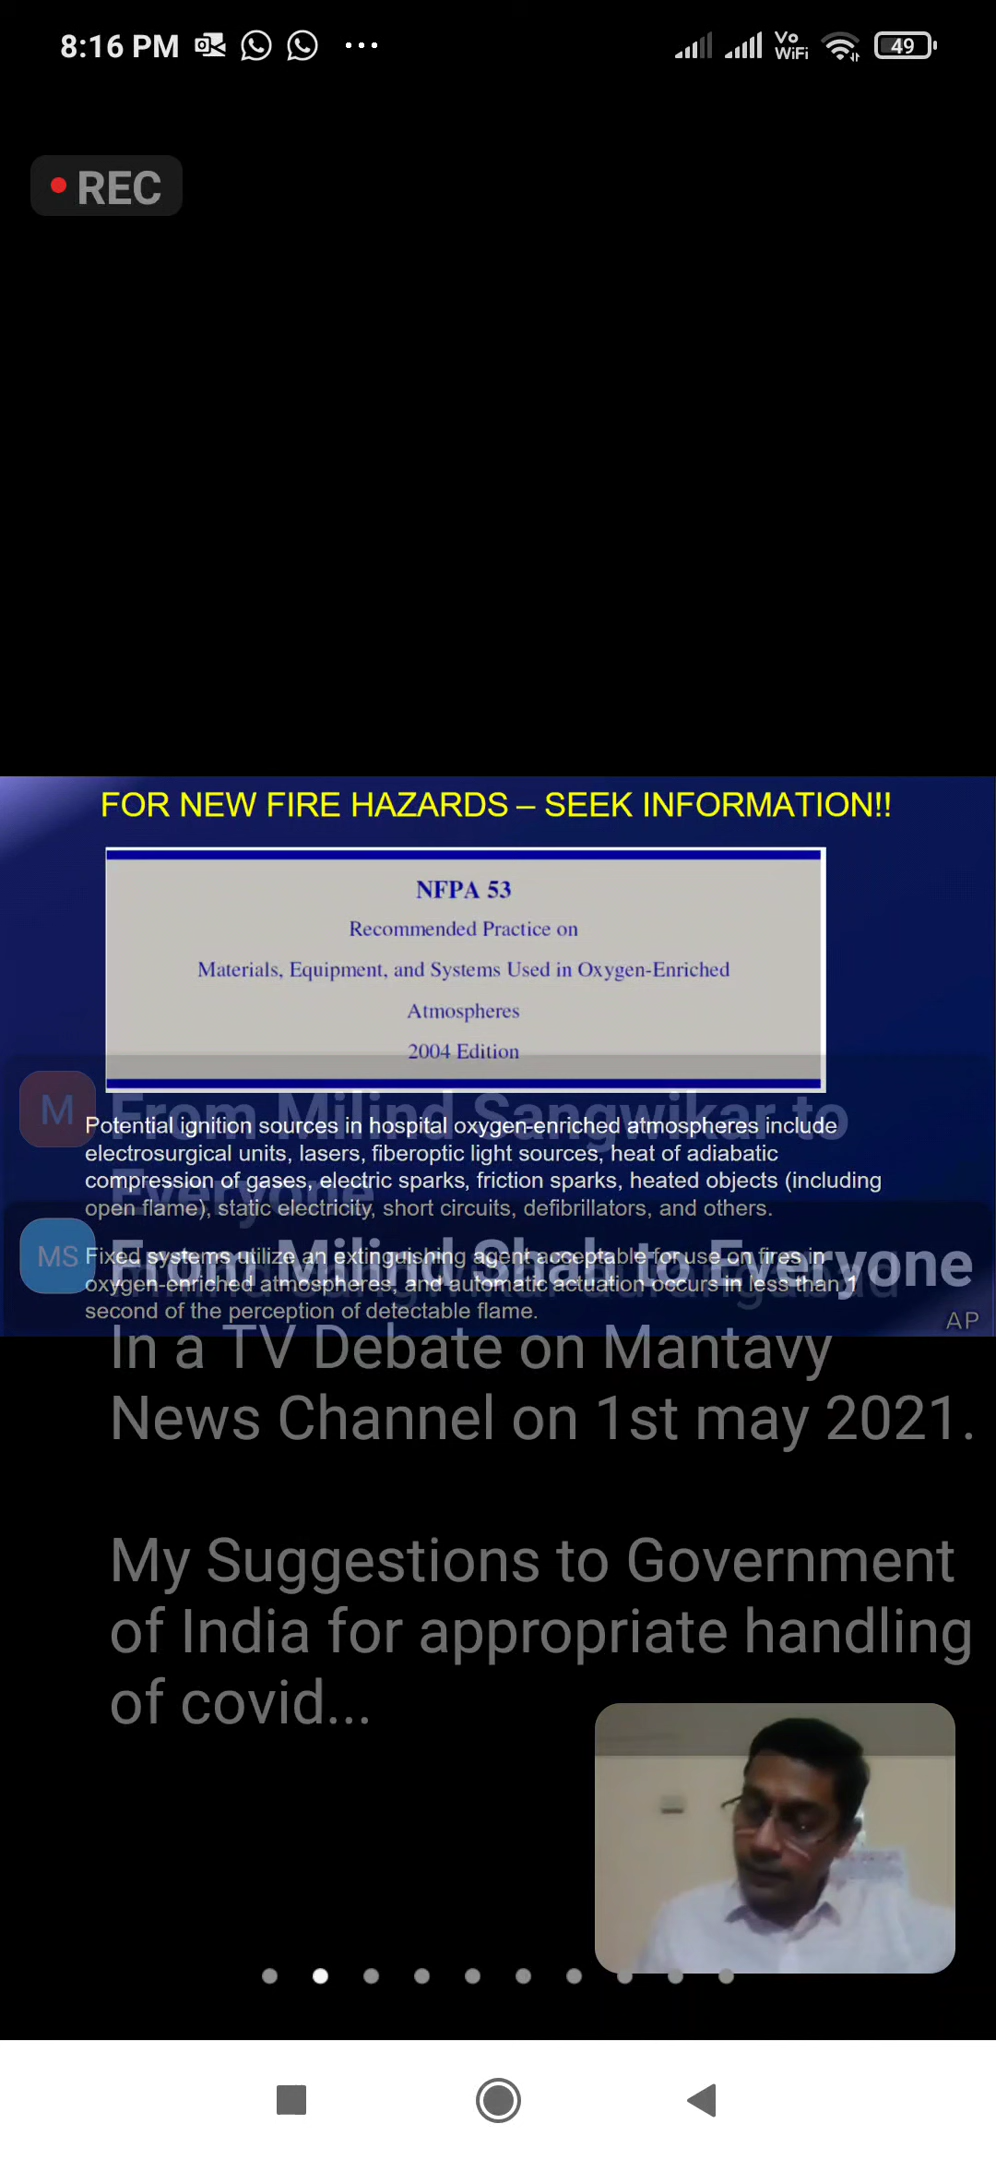 8:16 PM
Vo
WiFi
49
REC
FOR NEW FIRE HAZARDS – SEEK INFORMATION!!
NFPA 53
Recommended Practice on
Materials, Equipment, and Systems Used in Oxygen-Enriched
Atmospheres
2004 Edition
M
From Milind Sangwikar to
Everyone
Potential ignition sources in hospital oxygen-enriched atmospheres include
electrosurgical units, lasers, fiberoptic light sources, heat of adiabatic
compression of gases, electric sparks, friction sparks, heated objects (including
open flame), static electricity, short circuits, defibrillators, and others.
MS
From Milind Shah to Everyone
Fixed systems utilize an extinguishing agent acceptable for use on fires in
oxygen-enriched atmospheres, and automatic actuation occurs in less than 1
second of the perception of detectable flame.
AP
In a TV Debate on Mantavy
News Channel on 1st may 2021.
My Suggestions to Government
of India for appropriate handling
of covid...